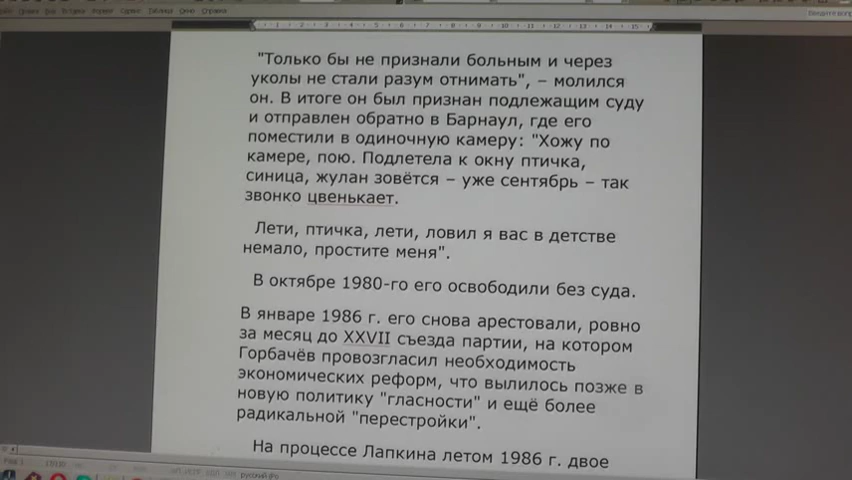 "Только бы не признали больным и через
уколы не стали разум отнимать", – молился
он. В итоге он был признан подлежащим суду
и отправлен обратно в Барнаул, где его
поместили в одиночную камеру: "Хожу по
камере, пою. Подлетела к окну птичка,
синица, жулан зовётся – уже сентябрь – так
звонко цвенькает.
Лети, птичка, лети, ловил я вас в детстве
немало, простите меня".
В октябре 1980-го его освободили без суда.
В январе 1986 г. его снова арестовали, ровно
за месяц до XXVII съезда партии, на котором
Горбачёв провозгласил необходимость
экономических реформ, что вылилось позже в
новую политику "гласности" и ещё более
радикальной "перестройки".
На процессе Лапкина летом 1986 г. двое